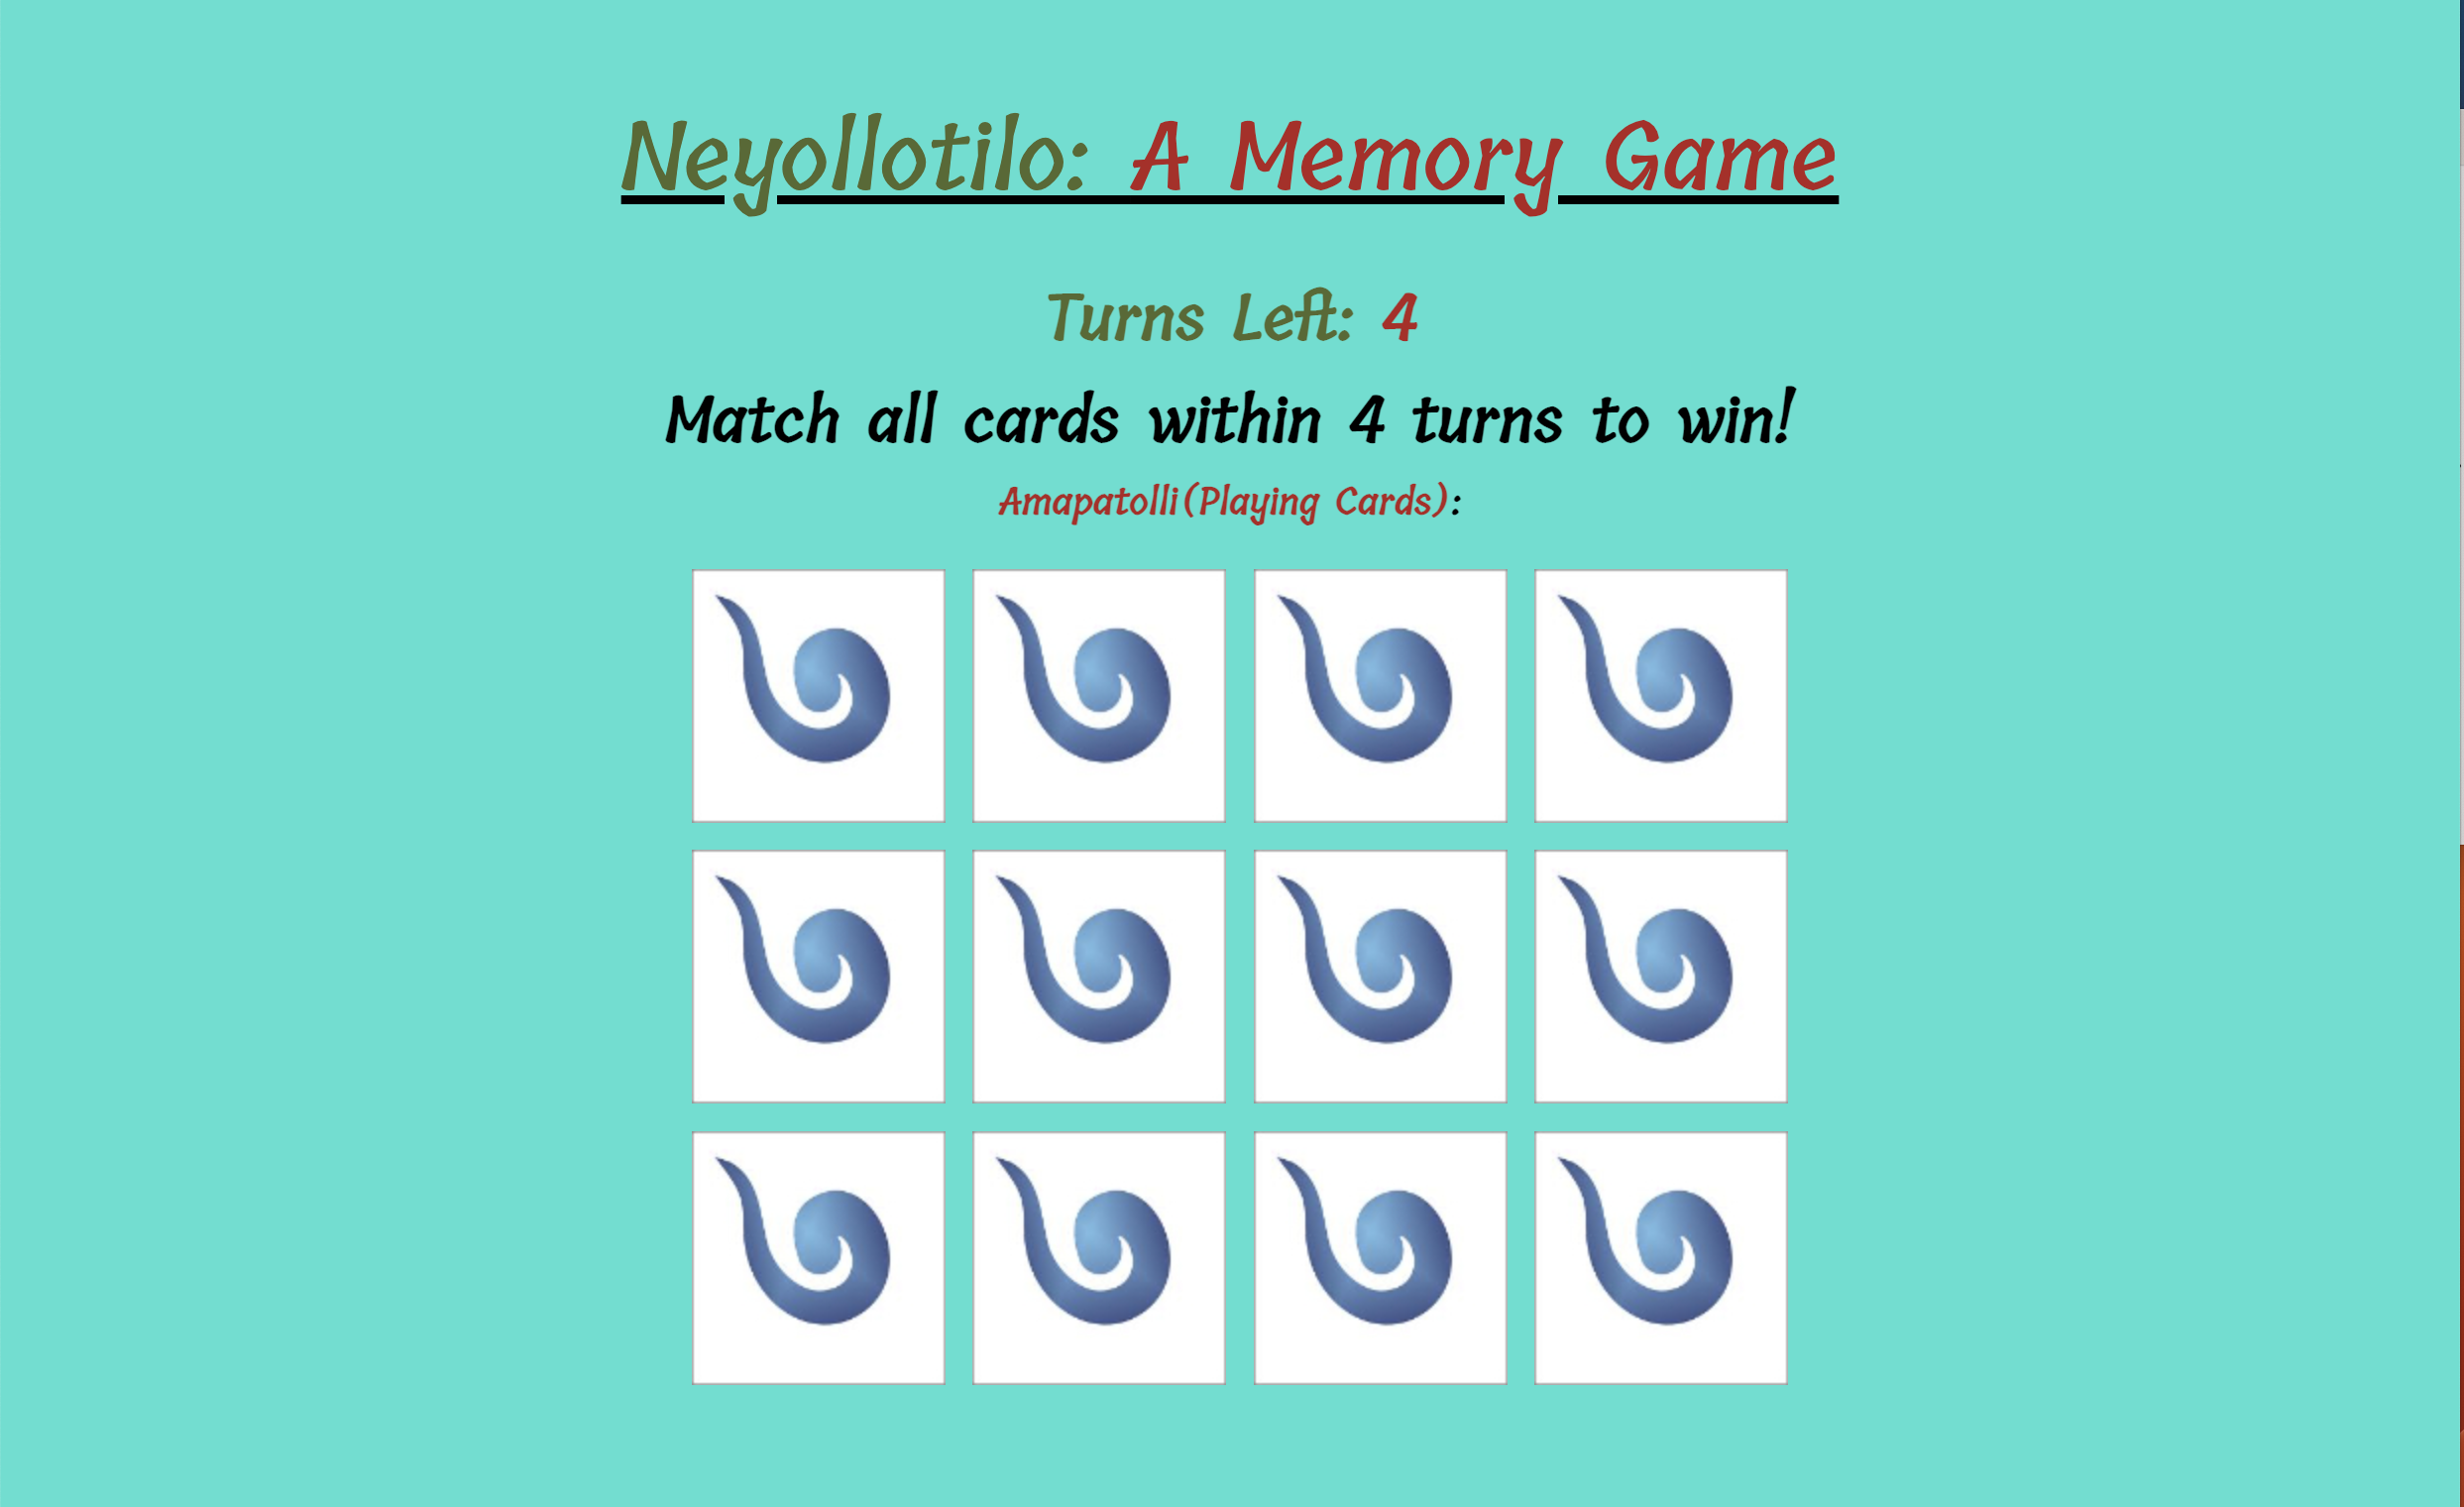 Neyollotilo: A Memory Game
Turns Left: 4
Match all cards within 4 turns to win!
Amapatolli(Playing Cards):